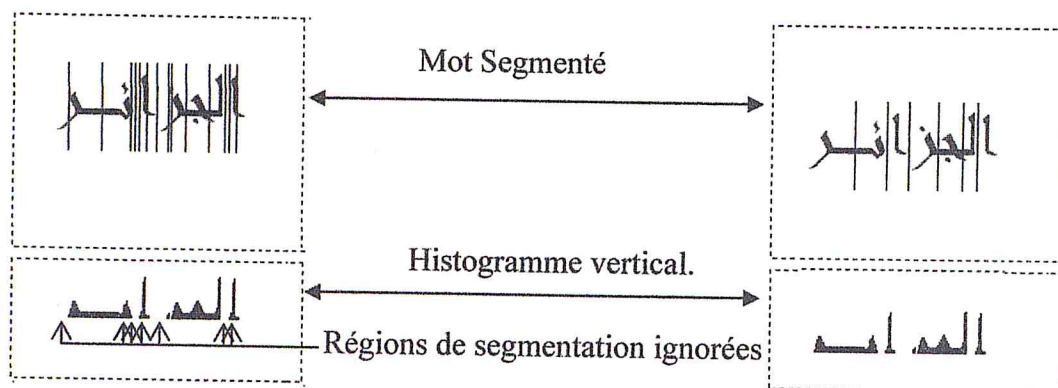 Mot Segmenté
الجزائر
الجزائر
Histogramme vertical.
Régions de segmentation ignorées